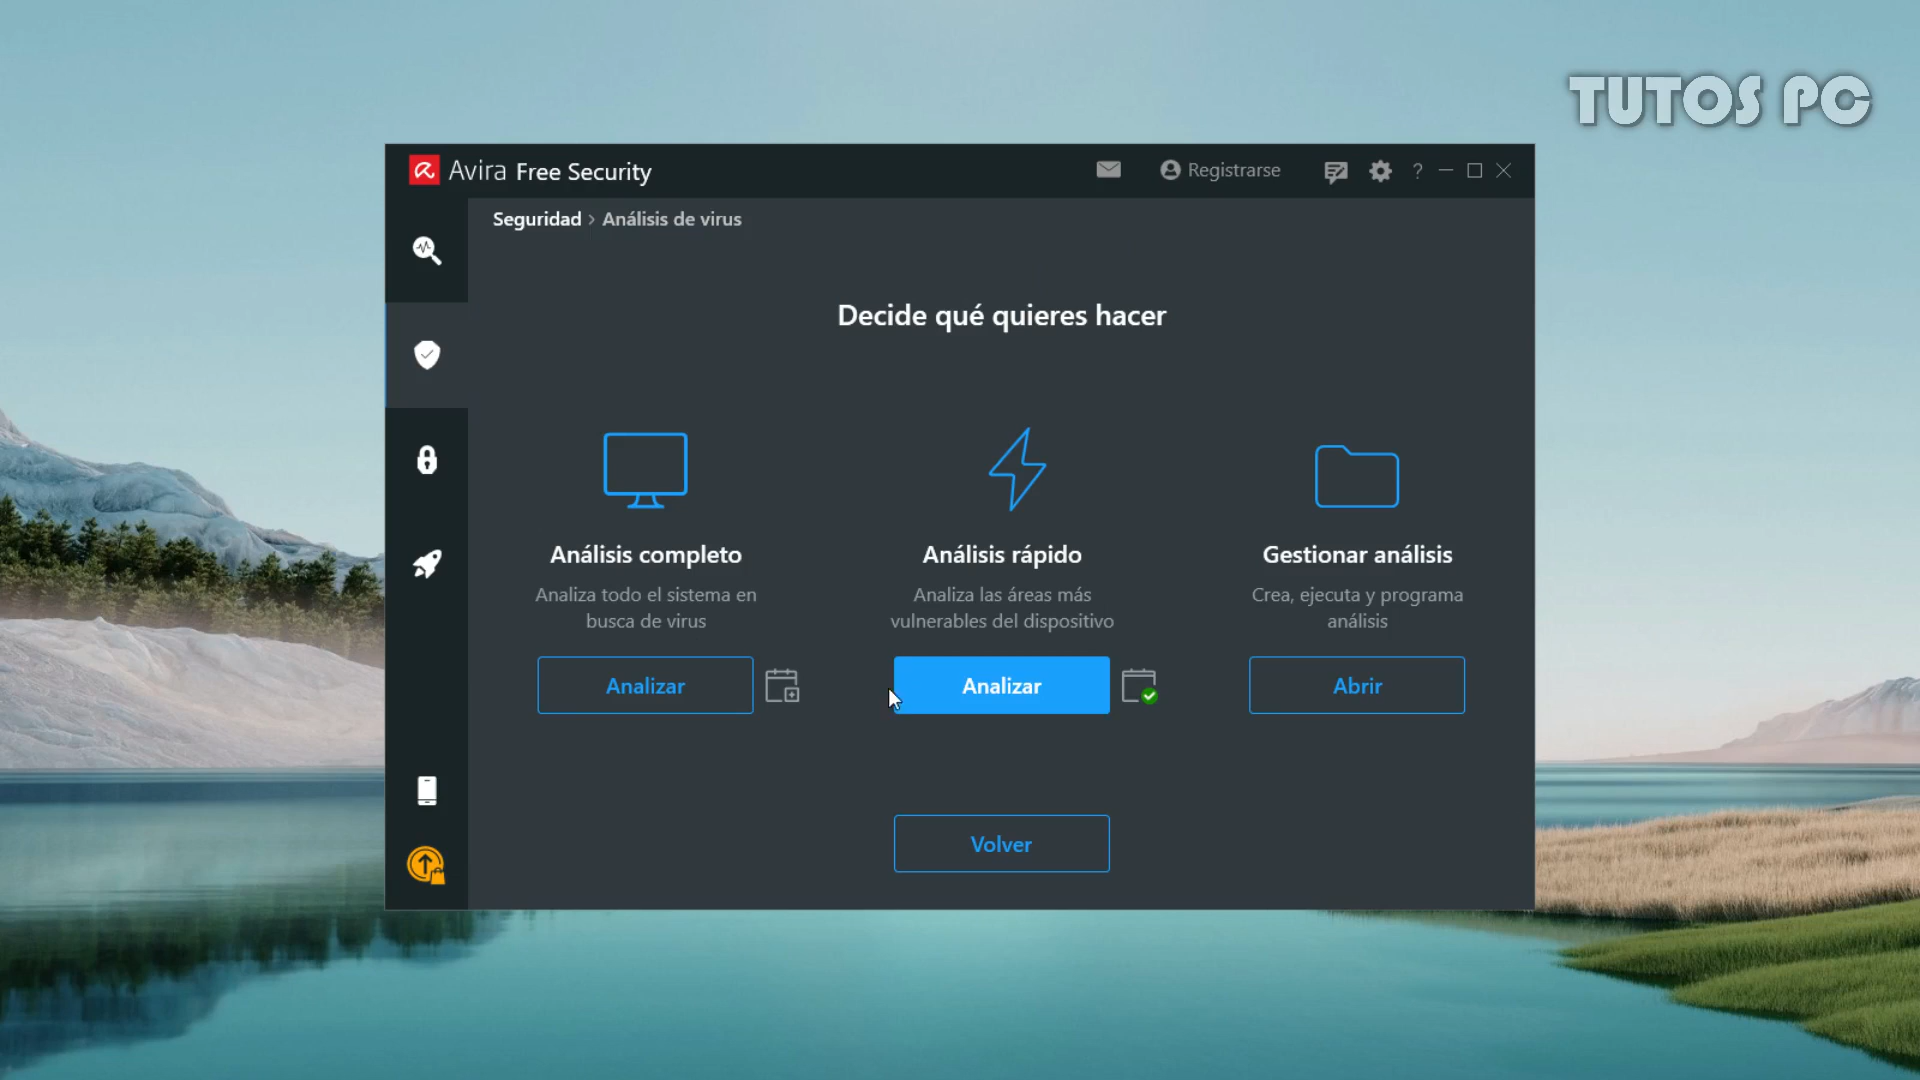 TUTOS PC
Avira Free Security
Registrarse
?
Seguridad > Análisis de virus
Decide qué quieres hacer
Análisis completo
Analiza todo el sistema en
busca de virus
Analizar
Análisis rápido
Analiza las áreas más
vulnerables del dispositivo
Analizar
Gestionar análisis
Crea, ejecuta y programa
análisis
Abrir
Volver